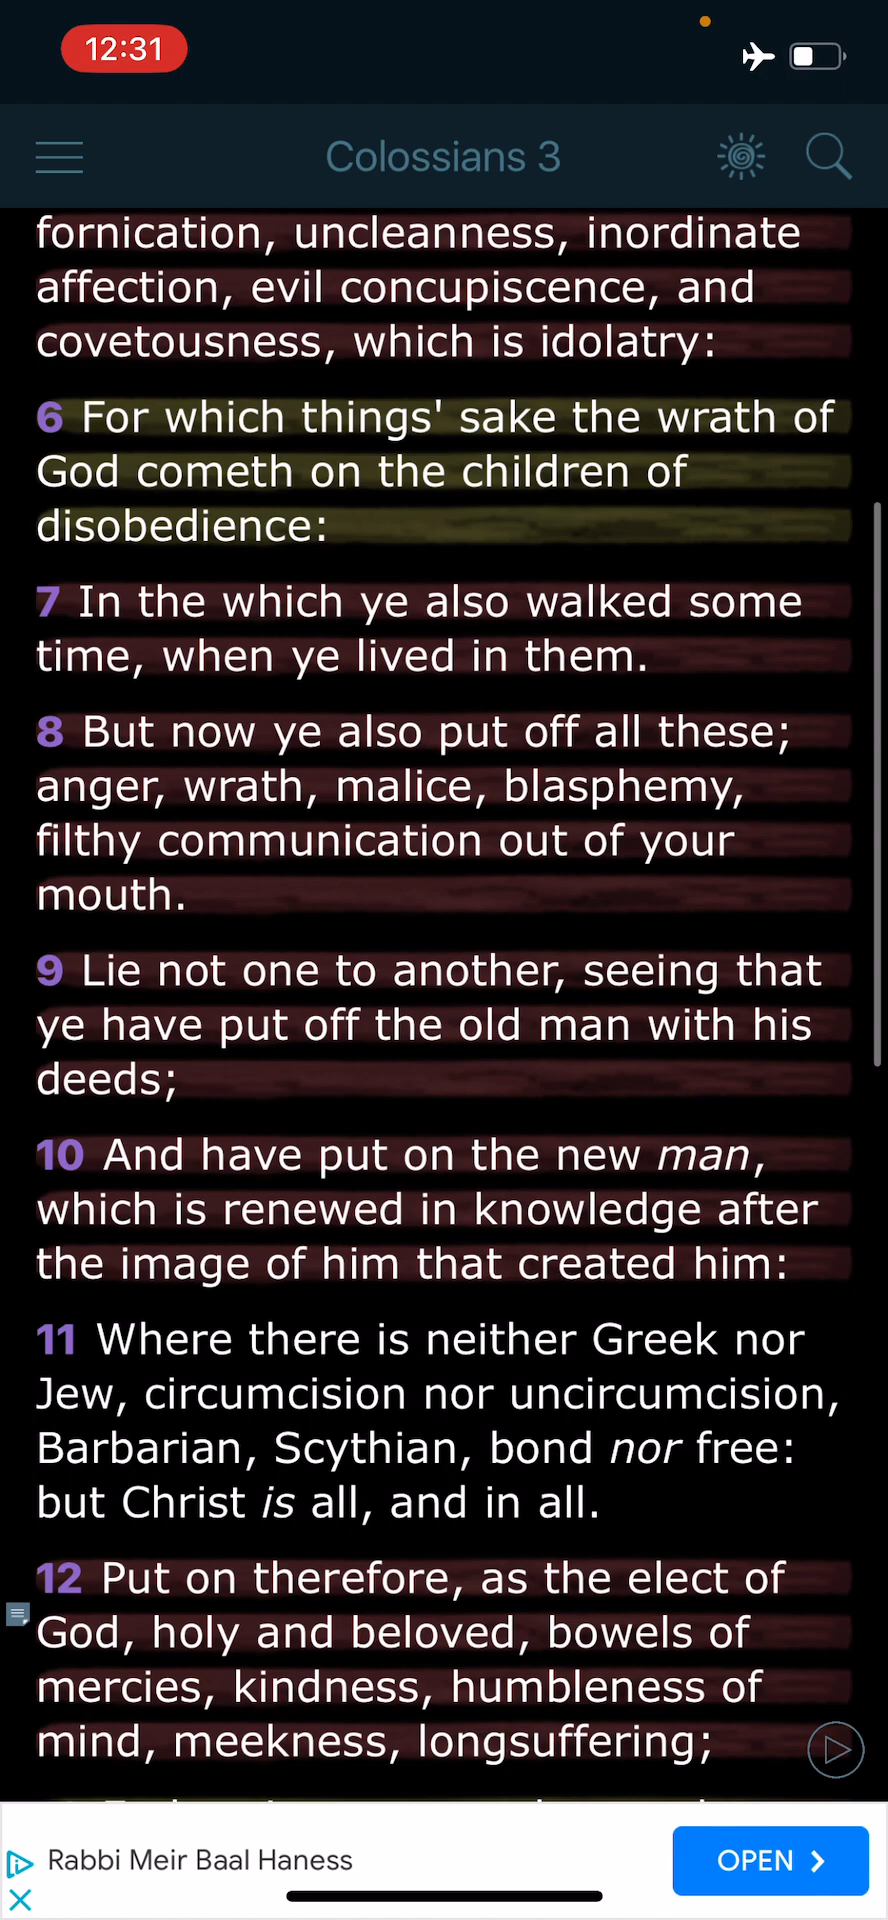 12:31
Colossians 3
fornication, uncleanness, inordinate
affection, evil concupiscence, and
covetousness, which is idolatry:
6 For which things' sake the wrath of
God cometh on the children of
disobedience:
7 In the which ye also walked some
time, when ye lived in them.
8 But now ye also put off all these;
anger, wrath, malice, blasphemy,
filthy communication out of your
mouth.
9 Lie not one to another, seeing that
ye have put off the old man with his
deeds;
10 And have put on the new man,
which is renewed in knowledge after
the image of him that created him:
11 Where there is neither Greek nor
Jew, circumcision nor uncircumcision,
Barbarian, Scythian, bond nor free:
but Christ is all, and in all.
12 Put on therefore, as the elect of
God, holy and beloved, bowels of
mercies, kindness, humbleness of
mind, meekness, longsuffering;
Rabbi Meir Baal Haness
OPEN